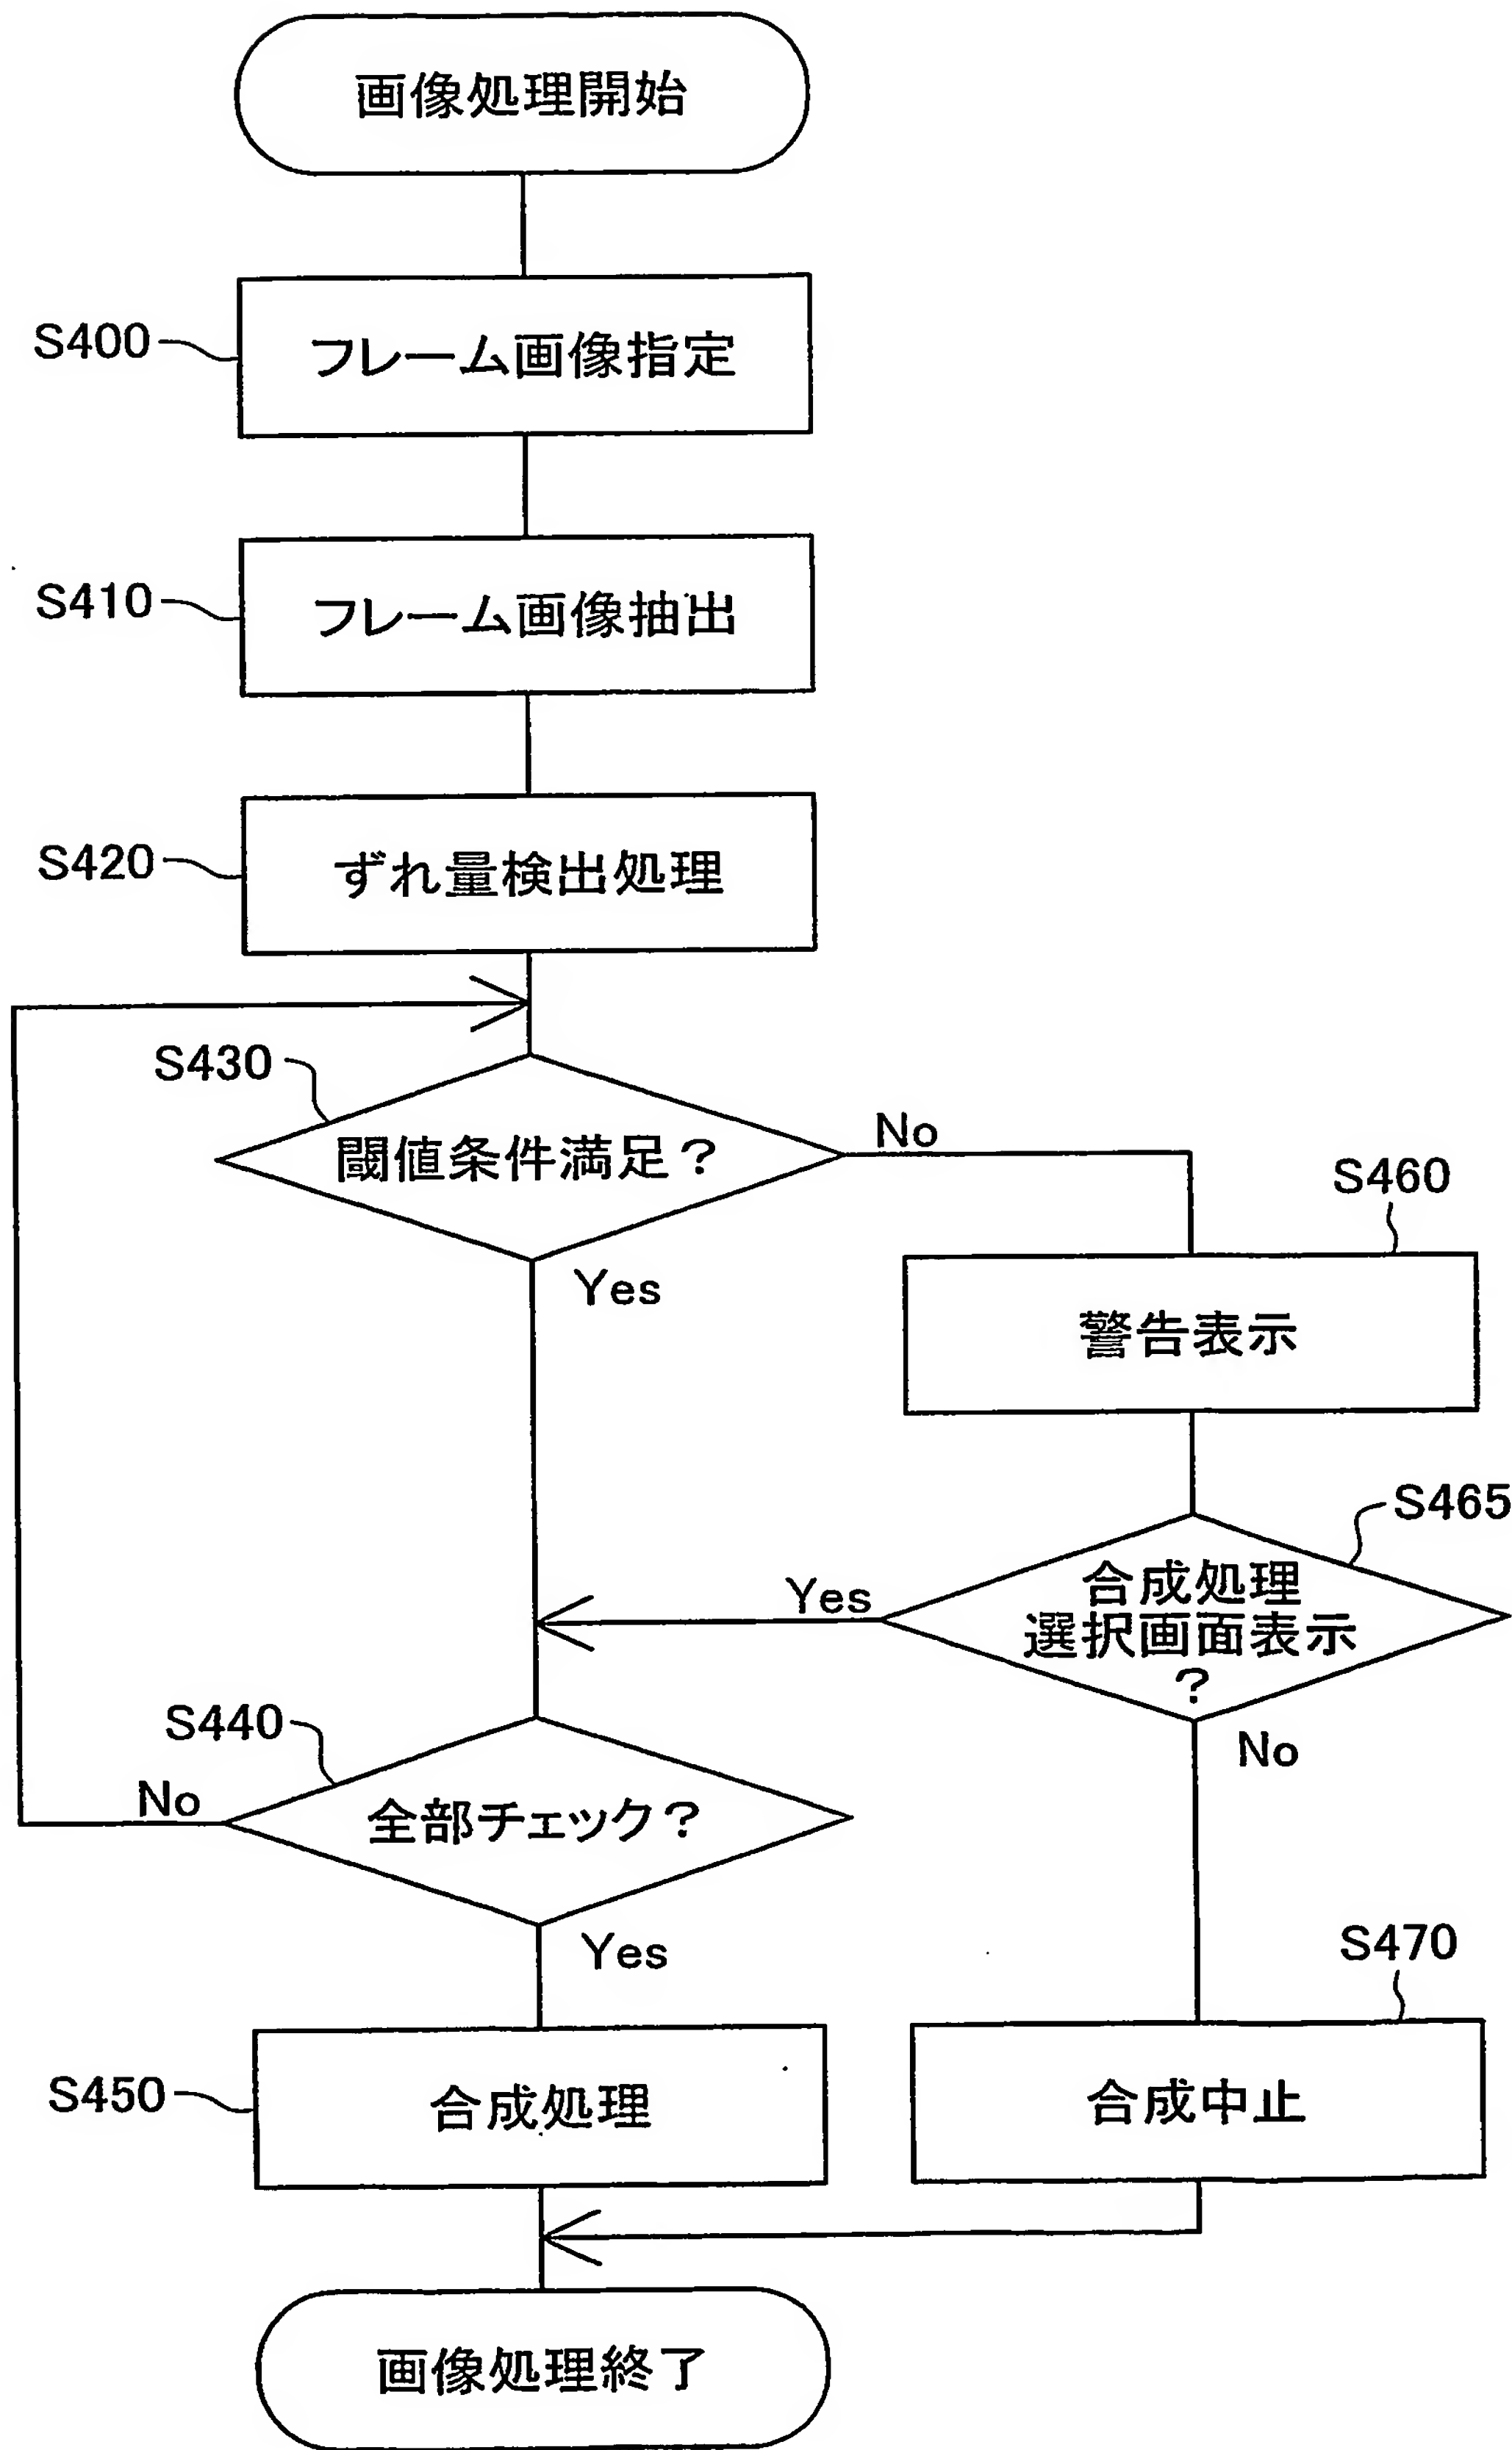 画像処理開始
S400
フレーム画像指定
S410
フレーム画像抽出
S420
ずれ量検出処理
S430
閾値条件満足？
No
Yes
S460
警告表示
S465
合成処理
選択画面表示
？
Yes
No
S440
全部チェック？
No
Yes
S450
合成処理
S470
合成中止
画像処理終了